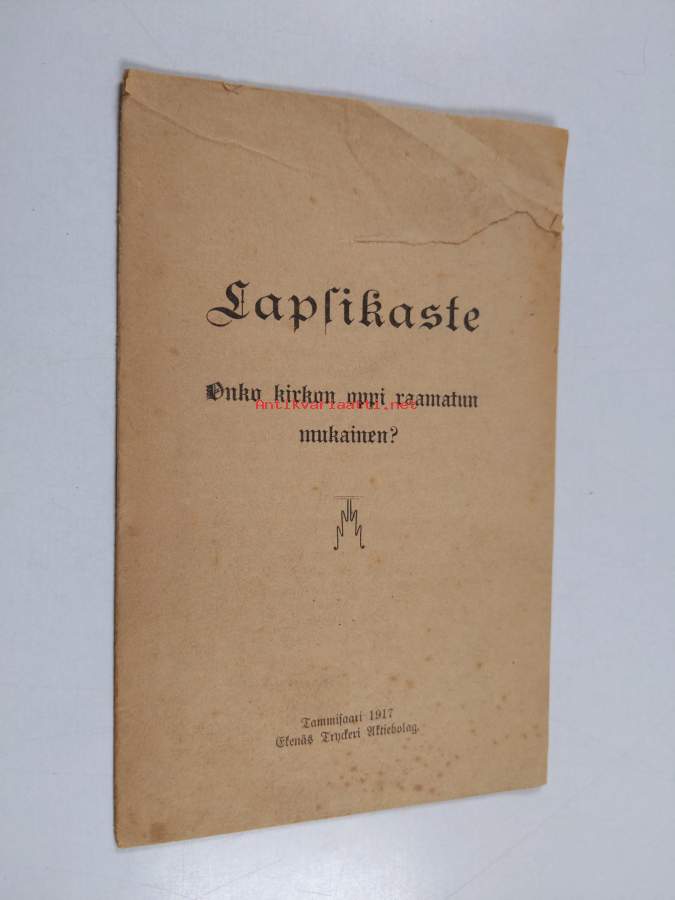 Lapſikaste
Onko kirkon oppi raamatun
Antikvariaatti.net
mukainen?
Tammiſaari 1917
Ekenäs Tryckeri Aktiebolag.